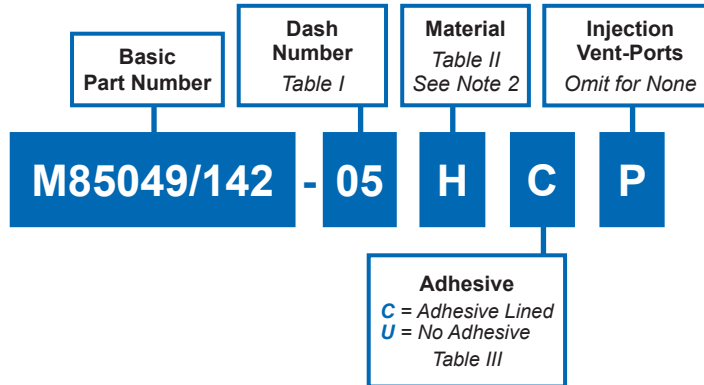 Basic
Part Number
Dash
Number
Table I
Material
Table II
See Note 2
Injection
Vent-Ports
Omit for None
M85049/142 - 05 H C P
Adhesive
C = Adhesive Lined
U = No Adhesive
Table III